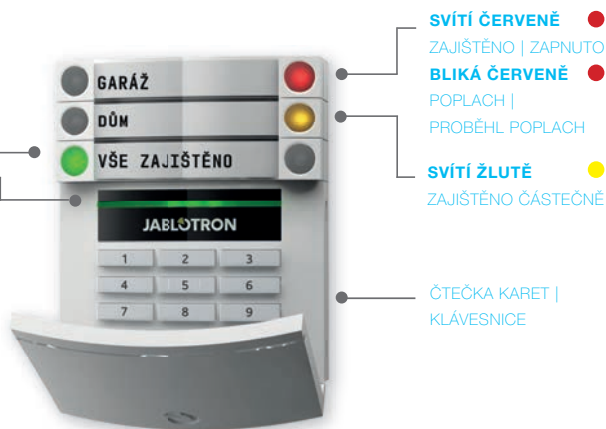 GARÁŽ
DŮM
VŠE ZAJIŠTĚNO
JABLOTRON
1 2 3
4 5 6
7 8 9
SVÍTÍ ČERVENĚ
ZAJIŠTĚNO | ZAPNUTO
BLIKÁ ČERVENĚ
POPLACH |
PROBĚHL POPLACH
SVÍTÍ ŽLUTĚ
ZAJIŠTĚNO ČÁSTEČNĚ
ČTEČKA KARET |
KLÁVESNICE